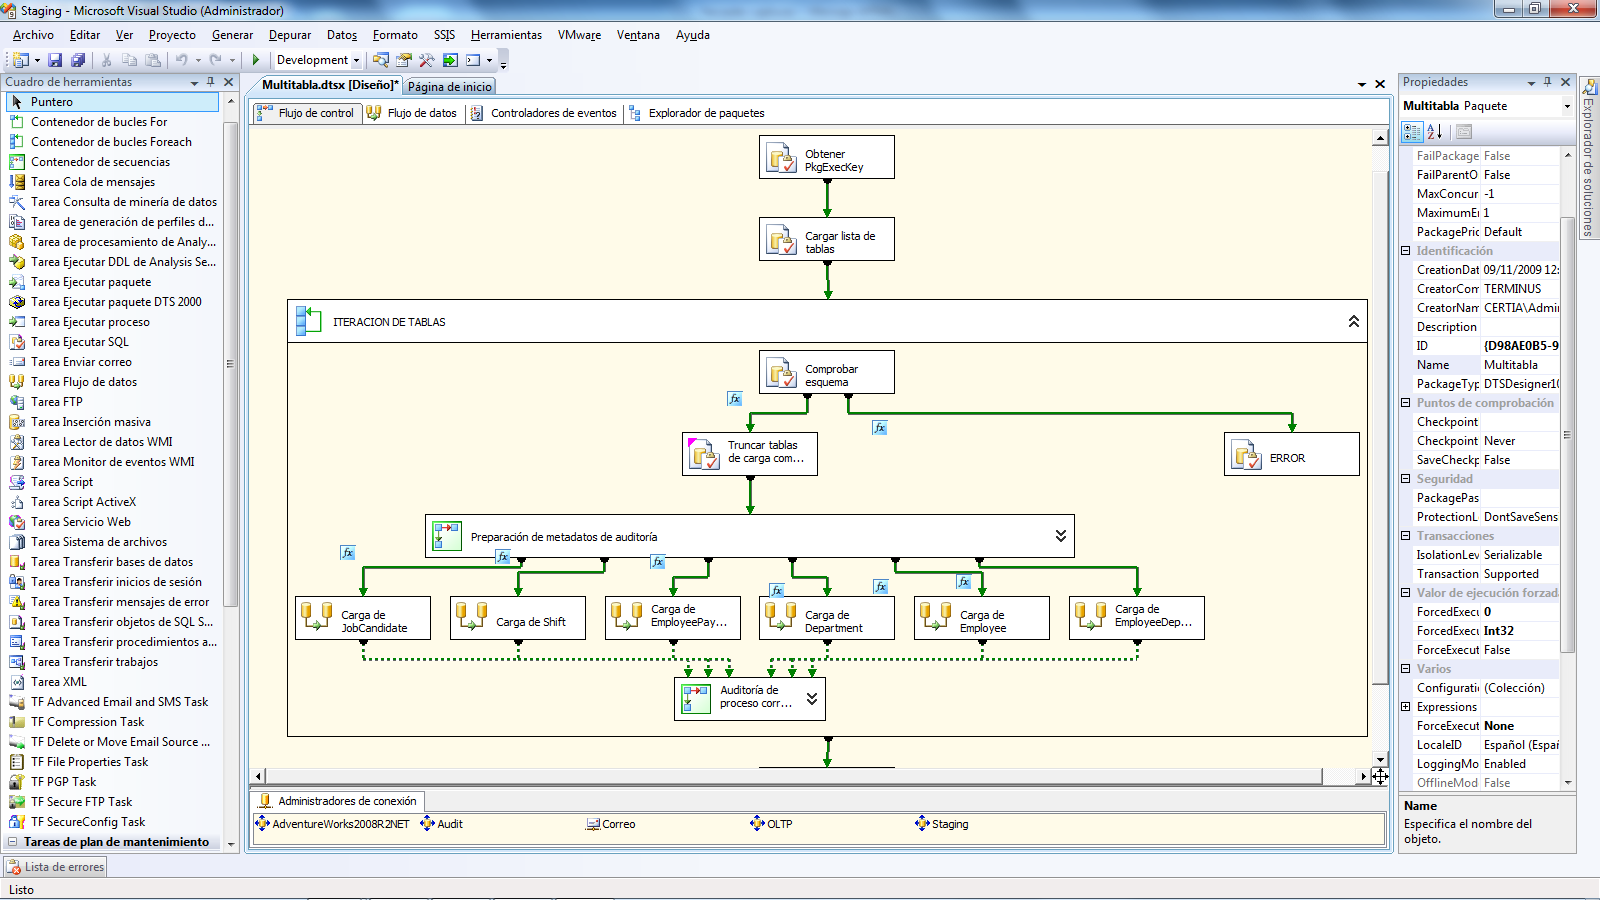 Staging - Microsoft Visual Studio (Administrador)
Archivo Editar Ver Proyecto Generar Depurar Datos Formato SSIS Herramientas VMware Ventana Ayuda
Development
Cuadro de herramientas
Puntero
Contenedor de bucles For
Contenedor de bucles Foreach
Contenedor de secuencias
Tarea Cola de mensajes
Tarea Consulta de minería de datos
Tarea de generación de perfiles d...
Tarea de procesamiento de Analy...
Tarea Ejecutar DDL de Analysis Se...
Tarea Ejecutar paquete
Tarea Ejecutar paquete DTS 2000
Tarea Ejecutar proceso
Tarea Ejecutar SQL
Tarea Enviar correo
Tarea Flujo de datos
Tarea FTP
Tarea Inserción masiva
Tarea Lector de datos WMI
Tarea Monitor de eventos WMI
Tarea Script
Tarea Script ActiveX
Tarea Servicio Web
Tarea Sistema de archivos
Tarea Transferir bases de datos
Tarea Transferir inicios de sesión
Tarea Transferir mensajes de error
Tarea Transferir objetos de SQL S...
Tarea Transferir procedimientos a...
Tarea Transferir trabajos
Tarea XML
TF Advanced Email and SMS Task
TF Compression Task
TF Delete or Move Email Source ...
TF File Properties Task
TF PGP Task
TF Secure FTP Task
TF SecureConfig Task
Tareas de plan de mantenimiento
Lista de errores
Listo
Multitabla.dtsx [Diseño]* Página de inicio
Flujo de control Flujo de datos Controladores de eventos Explorador de paquetes
Obtener
PkgExecKey
Cargar lista de
tablas
ITERACION DE TABLAS
Comprobar
esquema
fx
fx
Truncar tablas
de carga com...
ERROR
Preparación de metadatos de auditoría
fx
fx
fx
fx
fx
fx
Carga de
JobCandidate
Carga de Shift
Carga de
EmployeePay...
Carga de
Department
Carga de
Employee
Carga de
EmployeeDep...
Auditoría de
proceso corr...
Administradores de conexión
AdventureWorks2008R2NET Audit Correo OLTP Staging
Propiedades
Multitabla Paquete
FailPackage False
FailParentO False
MaxConcur -1
MaximumEr 1
PackagePric Default
Identificación
CreationDat 09/11/2009 12:
CreatorCom TERMINUS
CreatorNam CERTIA\Admi
Description
ID {D98AE0B5-9
Name Multitabla
PackageTyp DTSDesigner10
Puntos de comprobación
Checkpoint
Checkpoint Never
SaveCheckp False
Seguridad
PackagePas
ProtectionL DontSaveSens
Transacciones
IsolationLev Serializable
Transaction Supported
Valor de ejecución forzada
ForcedExecu 0
ForcedExecu Int32
ForceExecut False
Varios
Configuratio (Colección)
Expressions
ForceExecut None
LocaleID Español (Españ
LoggingMo Enabled
OfflineMod False
Name
Especifica el nombre del
objeto.
Explorador de soluciones